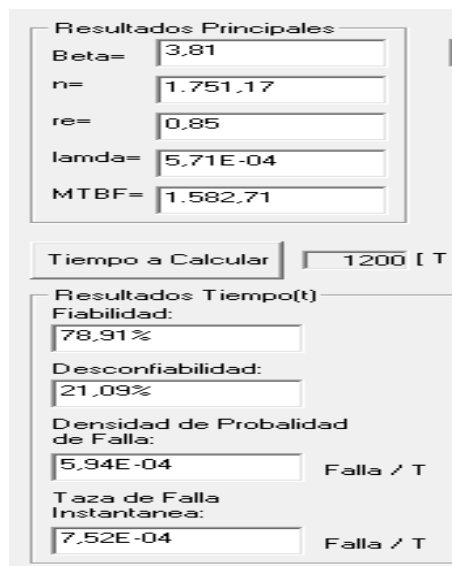 Resultados Principales
Beta= 3,81
n= 1.751,17
re= 0,85
lamda= 5,71E-04
MTBF= 1.582,71
Tiempo a Calcular 1200 [ T
Resultados Tiempo(t)
Fiabilidad:
78,91%
Desconfiabilidad:
21,09%
Densidad de Probalidad
de Falla:
5,94E-04 Falla / T
Taza de Falla
Instantanea:
7,52E-04 Falla / T